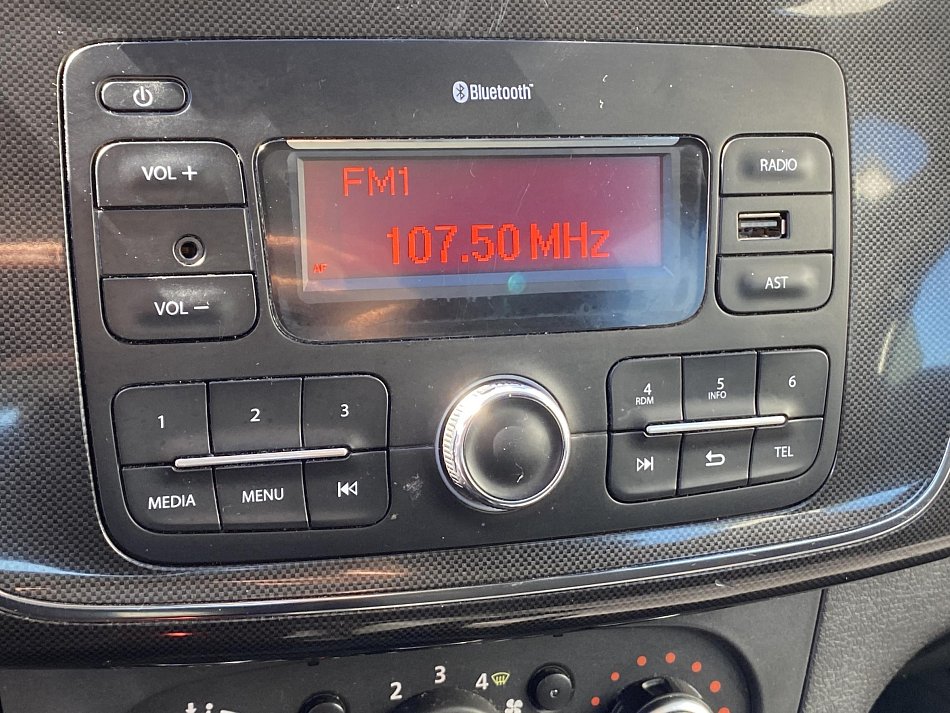 Bluetooth
VOL +
RADIO
FM1
107.50 MHz
AF
VOL −
AST
1
2
3
4
RDM
5
INFO
6
MEDIA
MENU
TEL
2
3
4